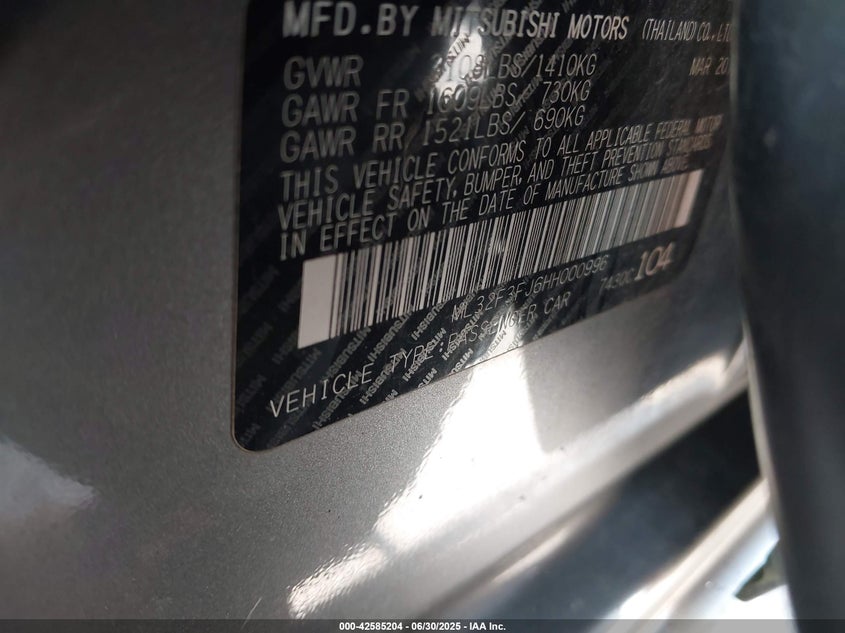 MFD.BY MITSUBISHI MOTORS (THAILAND) CO., LTD
GVWR 3108LBS/1410KG MAR 201
GAWR FR 1609LBS/ 730KG
GAWR RR/1521LBS/ 690KG
THIS VEHICLE CONFORMS TO ALL APPLICABLE FEDERAL MOTOR
VEHICLE SAFETY, BUMPER, AND THEFT PREVENTION STANDARDS
IN EFFECT ON THE DATE OF MANUFACTURE SHOWN ABOVE.
ML32F3FJ6HH000996 7430C 104
VEHICLE TYPE:PASSENGER CAR
000-42585204 - 06/30/2025 - IAA Inc.